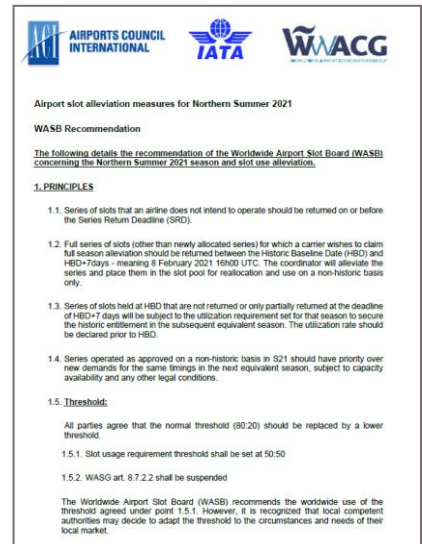 ACI
AIRPORTS COUNCIL
INTERNATIONAL
IATA
WWACG
WORLD WIDE AIRPORT COORDINATORS GROUP
Airport slot alleviation measures for Northern Summer 2021
WASB Recommendation
The following details the recommendation of the Worldwide Airport Slot Board (WASB)
concerning the Northern Summer 2021 season and slot use alleviation.
1. PRINCIPLES
1.1. Series of slots that an airline does not intend to operate should be returned on or before
the Series Return Deadline (SRD).
1.2. Full series of slots (other than newly allocated series) for which a carrier wishes to claim
full season alleviation should be returned between the Historic Baseline Date (HBD) and
HBD+7days - meaning 8 February 2021 16h00 UTC. The coordinator will alleviate the
series and place them in the slot pool for reallocation and use on a non-historic basis
only.
1.3. Series of slots held at HBD that are not returned or only partially returned at the deadline
of HBD+7 days will be subject to the utilization requirement set for that season to secure
the historic entitlement in the subsequent equivalent season. The utilization rate should
be declared prior to HBD.
1.4. Series operated as approved on a non-historic basis in S21 should have priority over
new demands for the same timings in the next equivalent season, subject to capacity
availability and any other legal conditions.
1.5. Threshold:
All parties agree that the normal threshold (80:20) should be replaced by a lower
threshold.
1.5.1. Slot usage requirement threshold shall be set at 50:50
1.5.2. WASG art. 8.7.2.2 shall be suspended
The Worldwide Airport Slot Board (WASB) recommends the worldwide use of the
threshold agreed under point 1.5.1. However, it is recognized that local competent
authorities may decide to adapt the threshold to the circumstances and needs of their
local market.